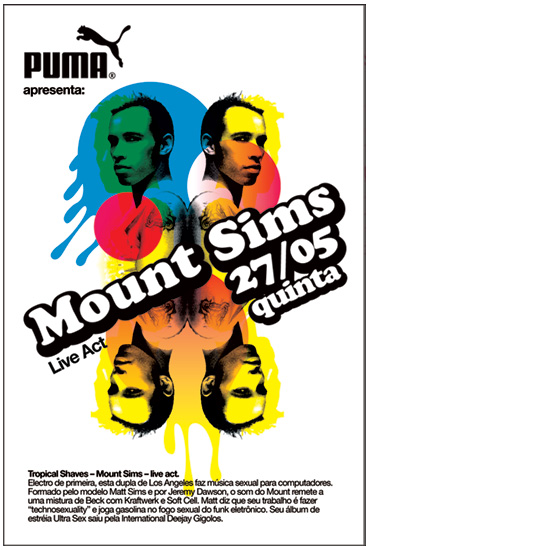 PUMA®
apresenta:
Mount Sims
27/05
quinta
Live Act
Tropical Shaves – Mount Sims – live act.
Electro de primeira, esta dupla de Los Angeles faz música sexual para computadores.
Formado pelo modelo Matt Sims e por Jeremy Dawson, o som do Mount remete a
uma mistura de Beck com Kraftwerk e Soft Cell. Matt diz que seu trabalho é fazer
“technosexuality” e joga gasolina no fogo sexual do funk eletrônico. Seu álbum de
estréia Ultra Sex saiu pela International Deejay Gigolos.